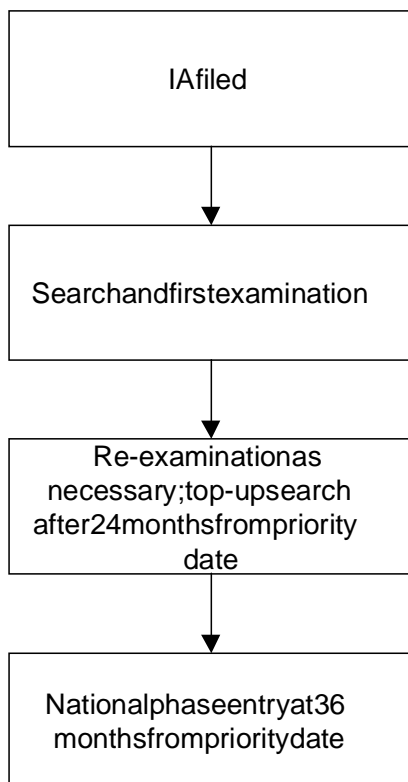 IAfiled
Searchandfirstexamination
Re-examinationas
necessary;top-upsearch
after24monthsfrompriority
date
Nationalphaseentryat36
monthsfromprioritydate